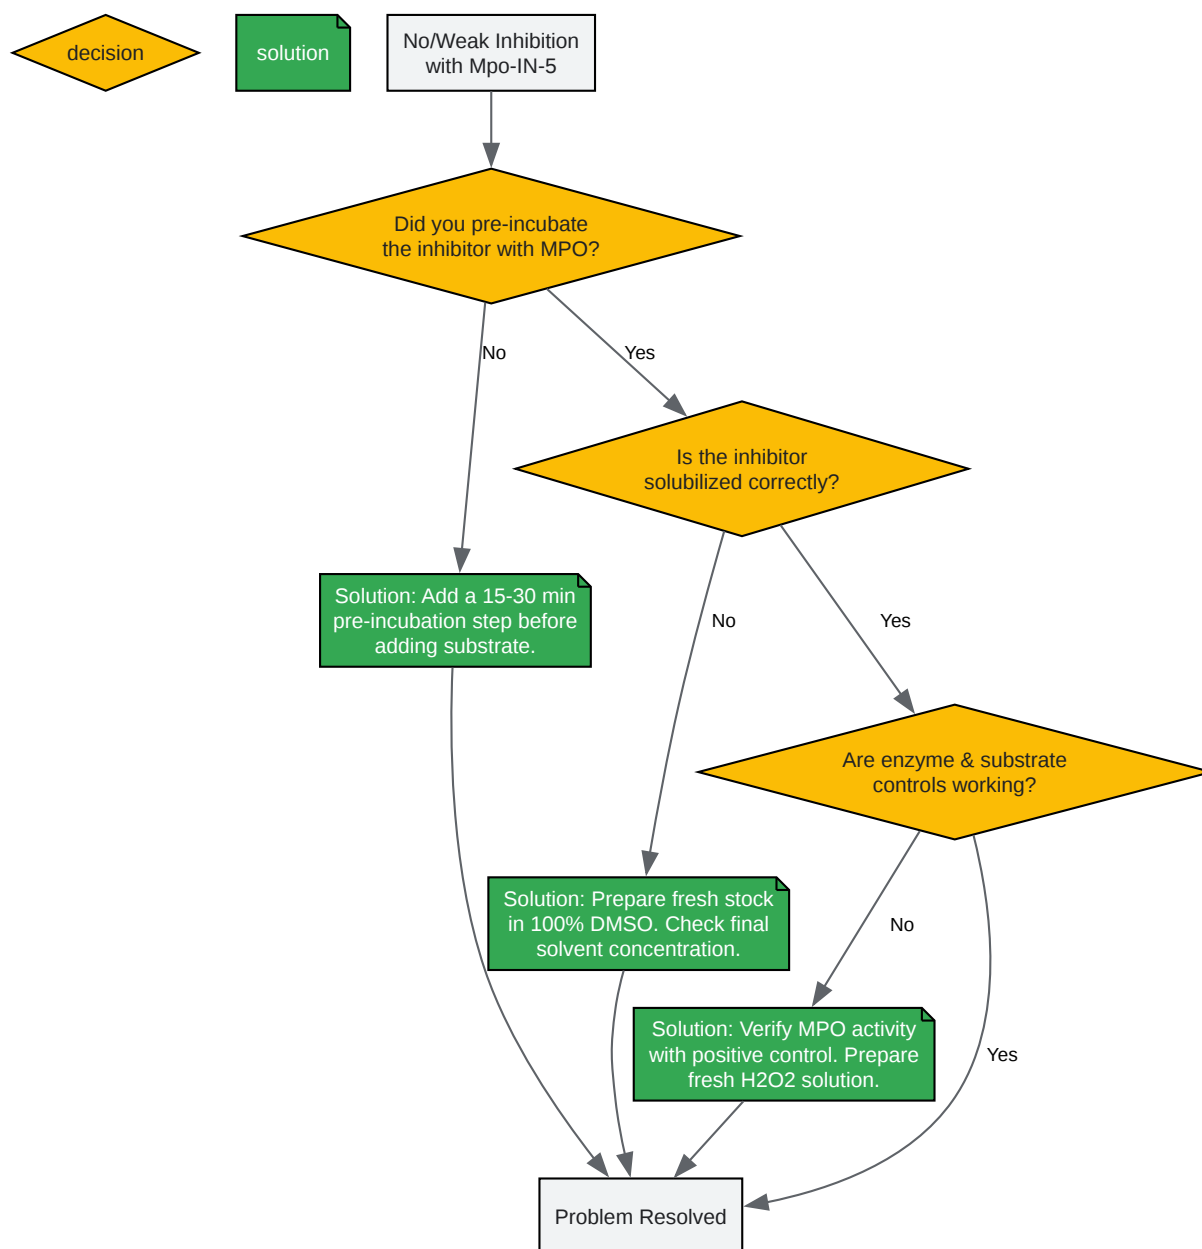 decision
solution
No/Weak Inhibition
with Mpo-IN-5
Did you pre-incubate
the inhibitor with MPO?
No
Yes
Is the inhibitor
solubilized correctly?
Solution: Add a 15-30 min
pre-incubation step before
adding substrate.
No
Yes
Are enzyme & substrate
controls working?
Solution: Prepare fresh stock
in 100% DMSO. Check final
solvent concentration.
No
Solution: Verify MPO activity
with positive control. Prepare
fresh H2O2 solution.
Yes
Problem Resolved